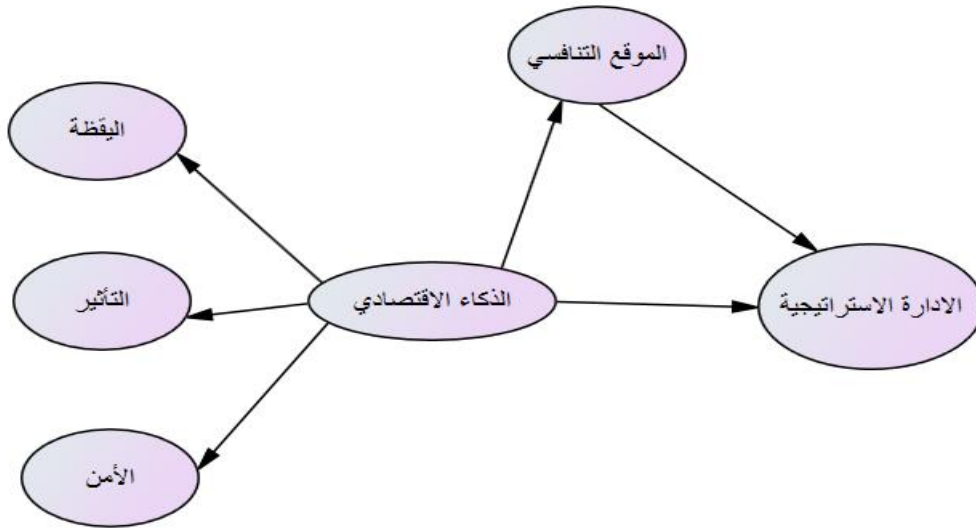 الموقع التنافسي
اليقظة
التأثير
الذكاء الاقتصادي
الادارة الاستراتيجية
الأمن